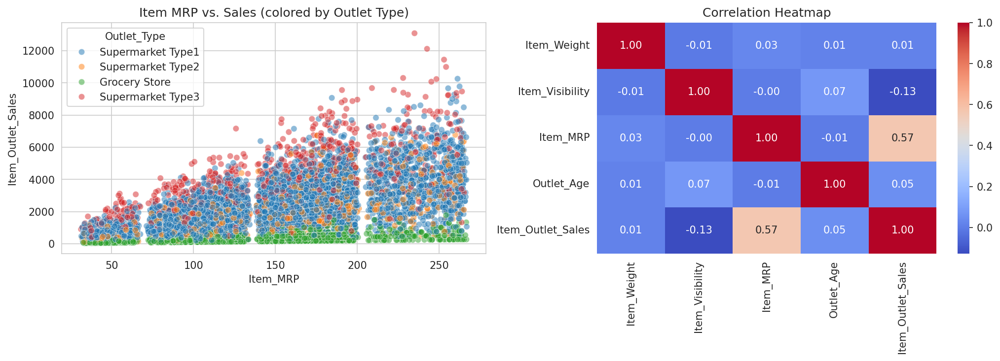 Item MRP vs. Sales (colored by Outlet Type)
Outlet_Type
Supermarket Type1
Supermarket Type2
Grocery Store
Supermarket Type3
Item_Outlet_Sales
12000
10000
8000
6000
4000
2000
0
50 100 150 200 250
Item_MRP
Correlation Heatmap
Item_Weight 1.00 -0.01 0.03 0.01 0.01
Item_Visibility -0.01 1.00 -0.00 0.07 -0.13
Item_MRP 0.03 -0.00 1.00 -0.01 0.57
Outlet_Age 0.01 0.07 -0.01 1.00 0.05
Item_Outlet_Sales 0.01 -0.13 0.57 0.05 1.00
Item_Weight
Item_Visibility
Item_MRP
Outlet_Age
Item_Outlet_Sales
1.0
0.8
0.6
0.4
0.2
0.0